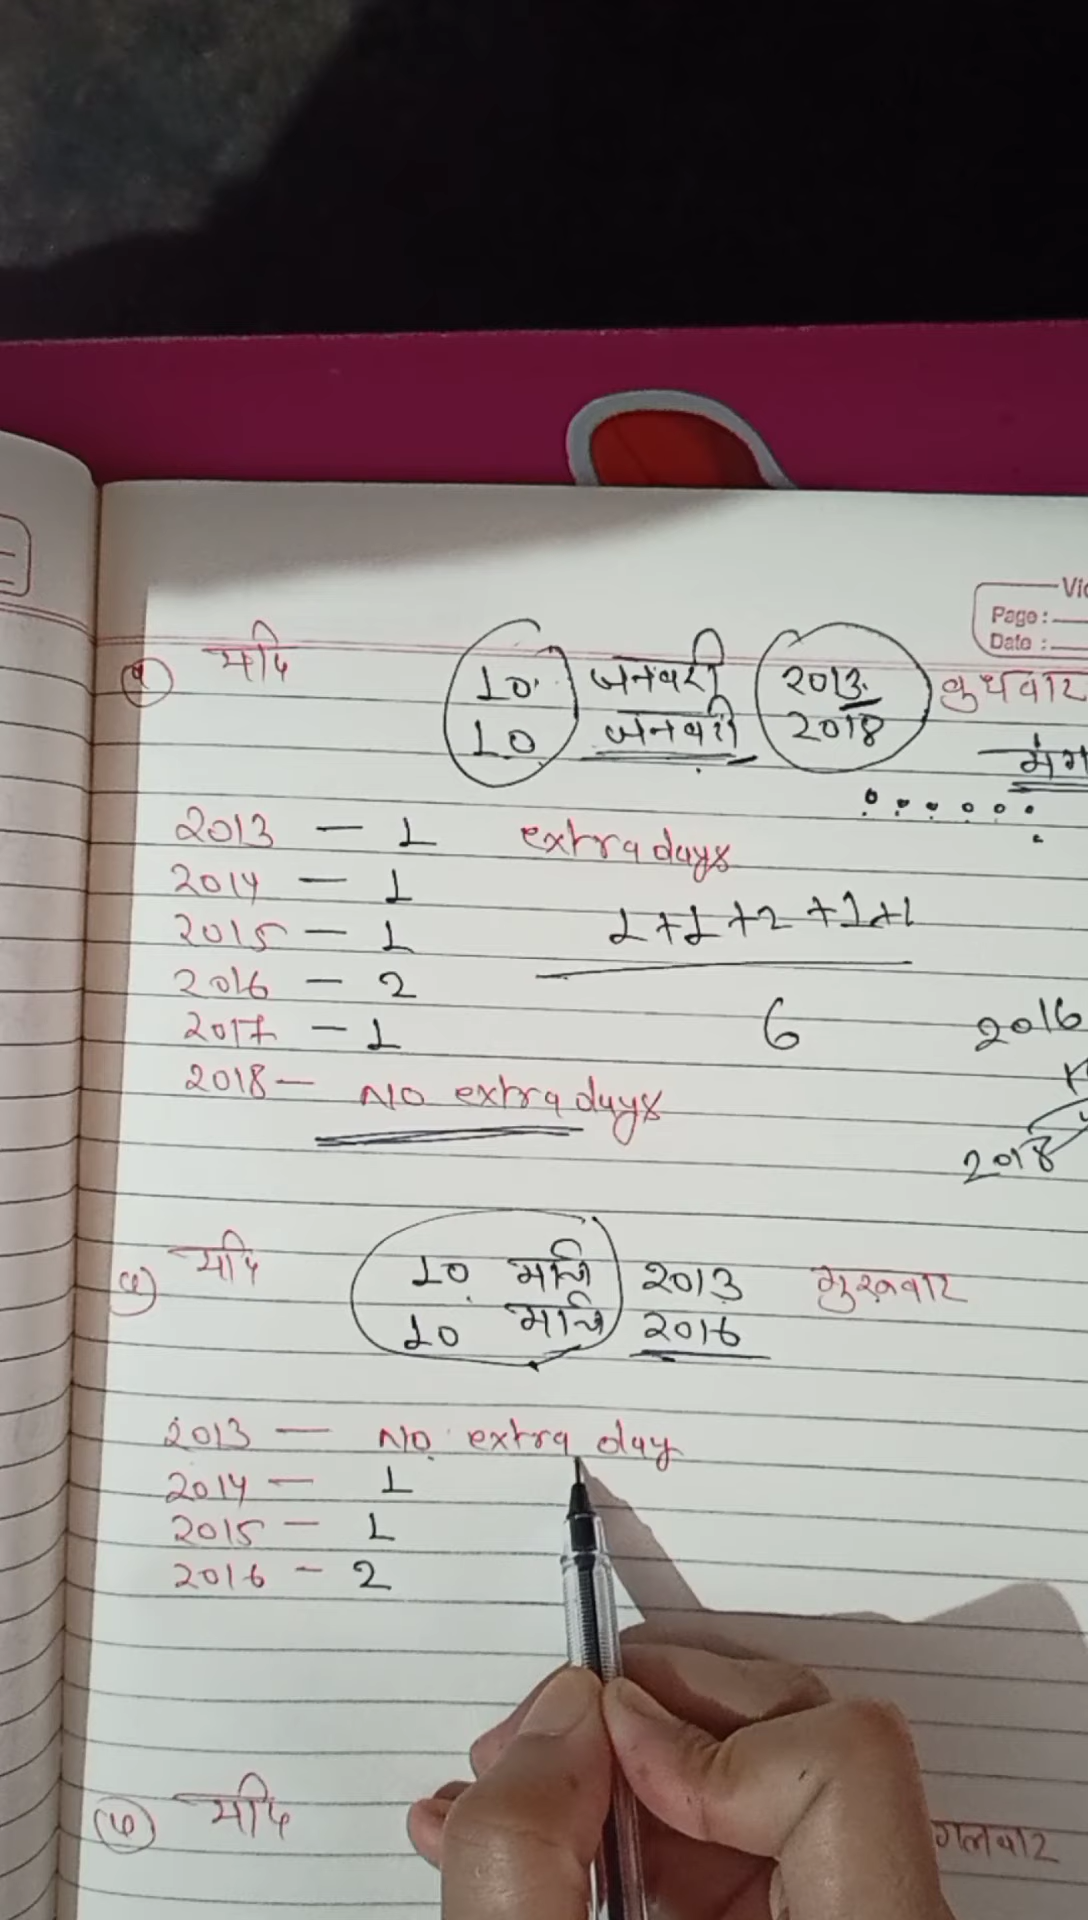 Page :
Date :
यदि 10 जनवरी 2013 बुधवार
10 जनवरी 2018
2013 — 1 extra days
2014 — 1
2015 — 1 1+1+2+1+1
2016 — 2
2017 — 1 6 2016
2018 — NO extra days
2018
यदि 10 मार्च 2013 गुरुवार
10 मार्च 2016
2013 — NO extra day
2014 — 1
2015 — 1
2016 — 2
यदि